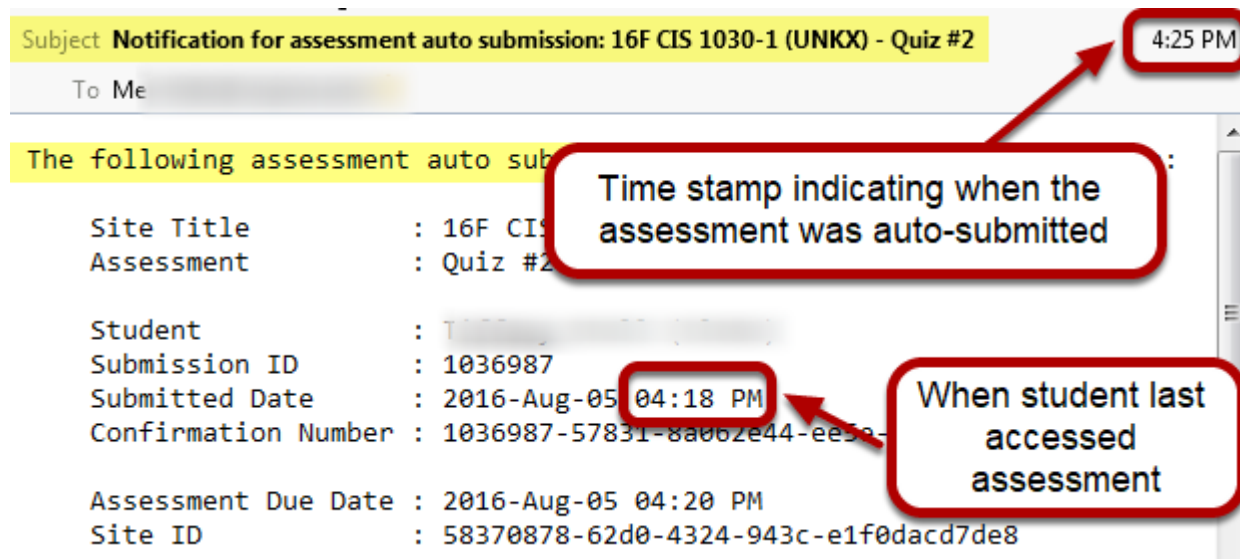 Subject Notification for assessment auto submission: 16F CIS 1030-1 (UNKX) - Quiz #2 4:25 PM
To Me
The following assessment auto sub :
Time stamp indicating when the
assessment was auto-submitted
Site Title : 16F CIS
Assessment : Quiz #2
Student :
Submission ID : 1036987
Submitted Date : 2016-Aug-05 04:18 PM
Confirmation Number : 1036987-57831-8a062e44-ee5e-
When student last
accessed
assessment
Assessment Due Date : 2016-Aug-05 04:20 PM
Site ID : 58370878-62d0-4324-943c-e1f0dacd7de8